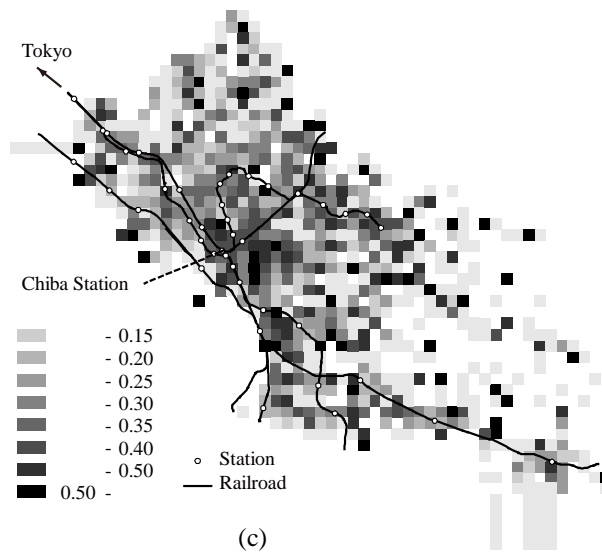 Tokyo
Chiba Station
- 0.15
- 0.20
- 0.25
- 0.30
- 0.35
- 0.40
- 0.50
0.50 -
Station
Railroad
(c)